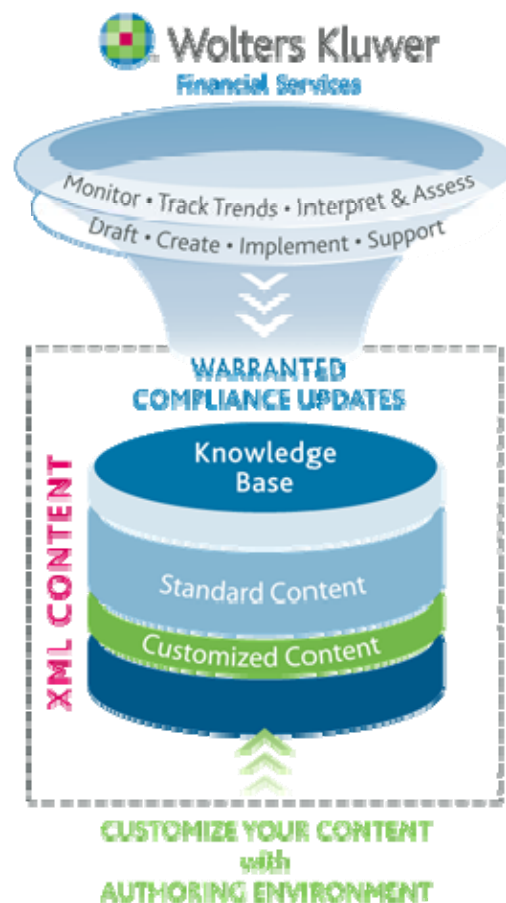 Wolters Kluwer
Financial Services
Monitor • Track Trends • Interpret & Assess
Draft • Create • Implement • Support
WARRANTED
COMPLIANCE UPDATES
Knowledge
Base
XML CONTENT
Standard Content
Customized Content
CUSTOMIZE YOUR CONTENT
with
AUTHORING ENVIRONMENT